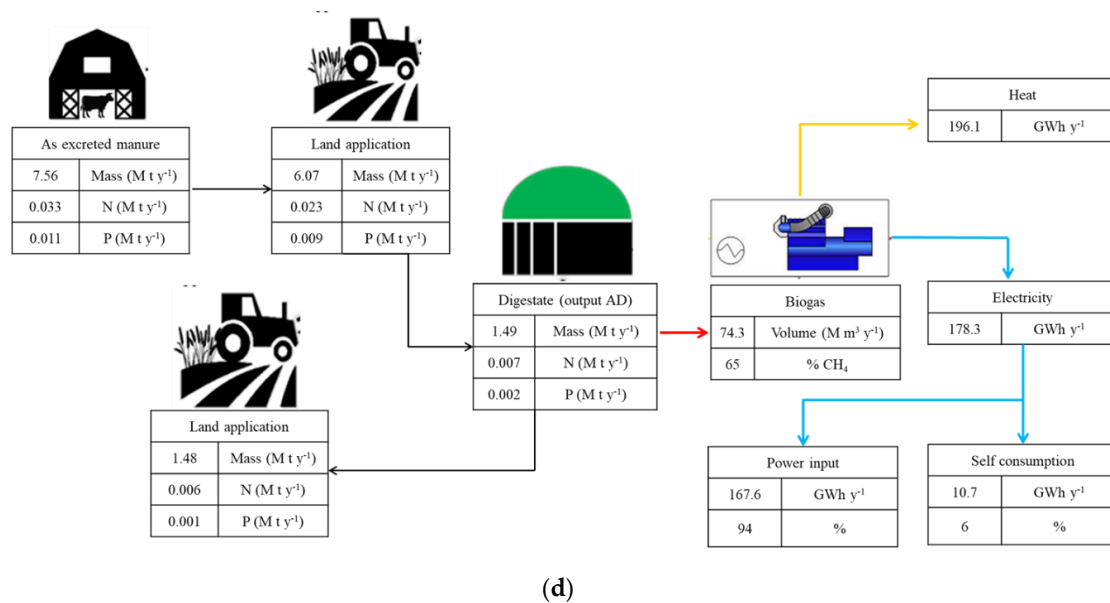 As excreted manure
7.56 Mass (M t y⁻¹)
0.033 N (M t y⁻¹)
0.011 P (M t y⁻¹)
Land application
6.07 Mass (M t y⁻¹)
0.023 N (M t y⁻¹)
0.009 P (M t y⁻¹)
Digestate (output AD)
1.49 Mass (M t y⁻¹)
0.007 N (M t y⁻¹)
0.002 P (M t y⁻¹)
Land application
1.48 Mass (M t y⁻¹)
0.006 N (M t y⁻¹)
0.001 P (M t y⁻¹)
Biogas
74.3 Volume (M m³ y⁻¹)
65 % CH₄
Heat
196.1 GWh y⁻¹
Electricity
178.3 GWh y⁻¹
Power input
167.6 GWh y⁻¹
94 %
Self consumption
10.7 GWh y⁻¹
6 %
(d)